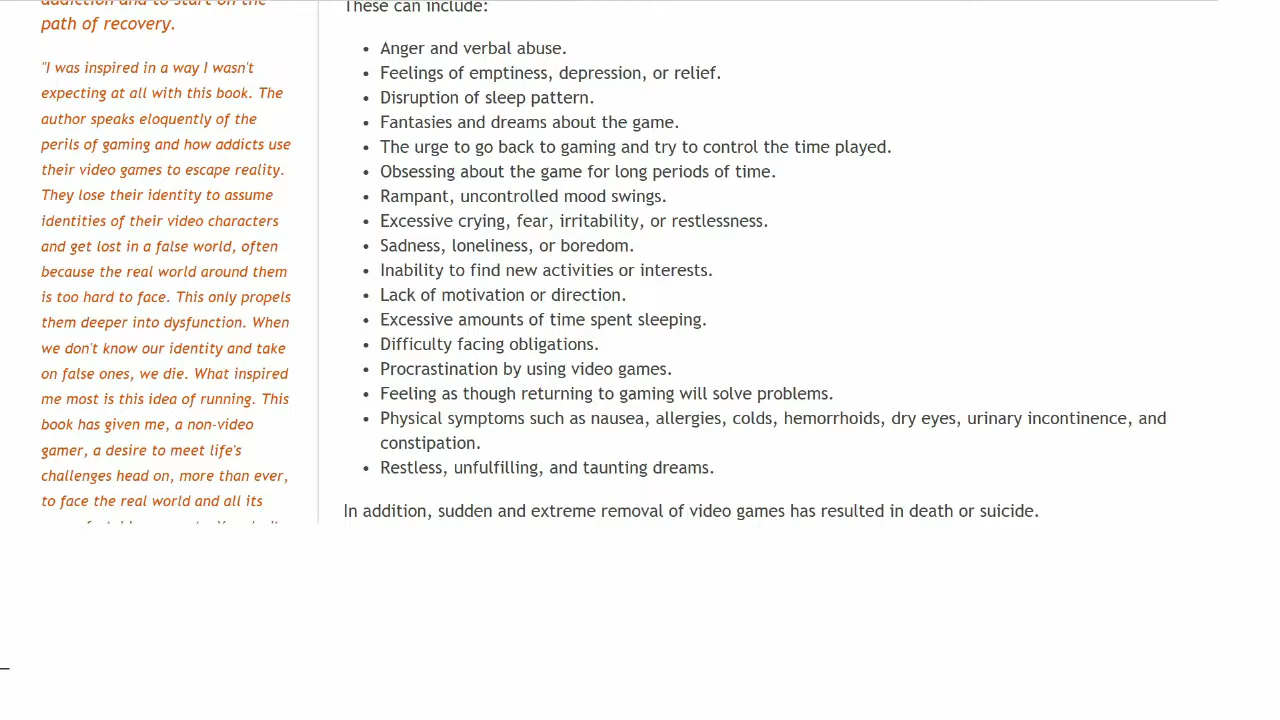 addiction and to start on the
path of recovery.
"I was inspired in a way I wasn't
expecting at all with this book. The
author speaks eloquently of the
perils of gaming and how addicts use
their video games to escape reality.
They lose their identity to assume
identities of their video characters
and get lost in a false world, often
because the real world around them
is too hard to face. This only propels
them deeper into dysfunction. When
we don't know our identity and take
on false ones, we die. What inspired
me most is this idea of running. This
book has given me, a non-video
gamer, a desire to meet life's
challenges head on, more than ever,
to face the real world and all its
These can include:
• Anger and verbal abuse.
• Feelings of emptiness, depression, or relief.
• Disruption of sleep pattern.
• Fantasies and dreams about the game.
• The urge to go back to gaming and try to control the time played.
• Obsessing about the game for long periods of time.
• Rampant, uncontrolled mood swings.
• Excessive crying, fear, irritability, or restlessness.
• Sadness, loneliness, or boredom.
• Inability to find new activities or interests.
• Lack of motivation or direction.
• Excessive amounts of time spent sleeping.
• Difficulty facing obligations.
• Procrastination by using video games.
• Feeling as though returning to gaming will solve problems.
• Physical symptoms such as nausea, allergies, colds, hemorrhoids, dry eyes, urinary incontinence, and
constipation.
• Restless, unfulfilling, and taunting dreams.
In addition, sudden and extreme removal of video games has resulted in death or suicide.